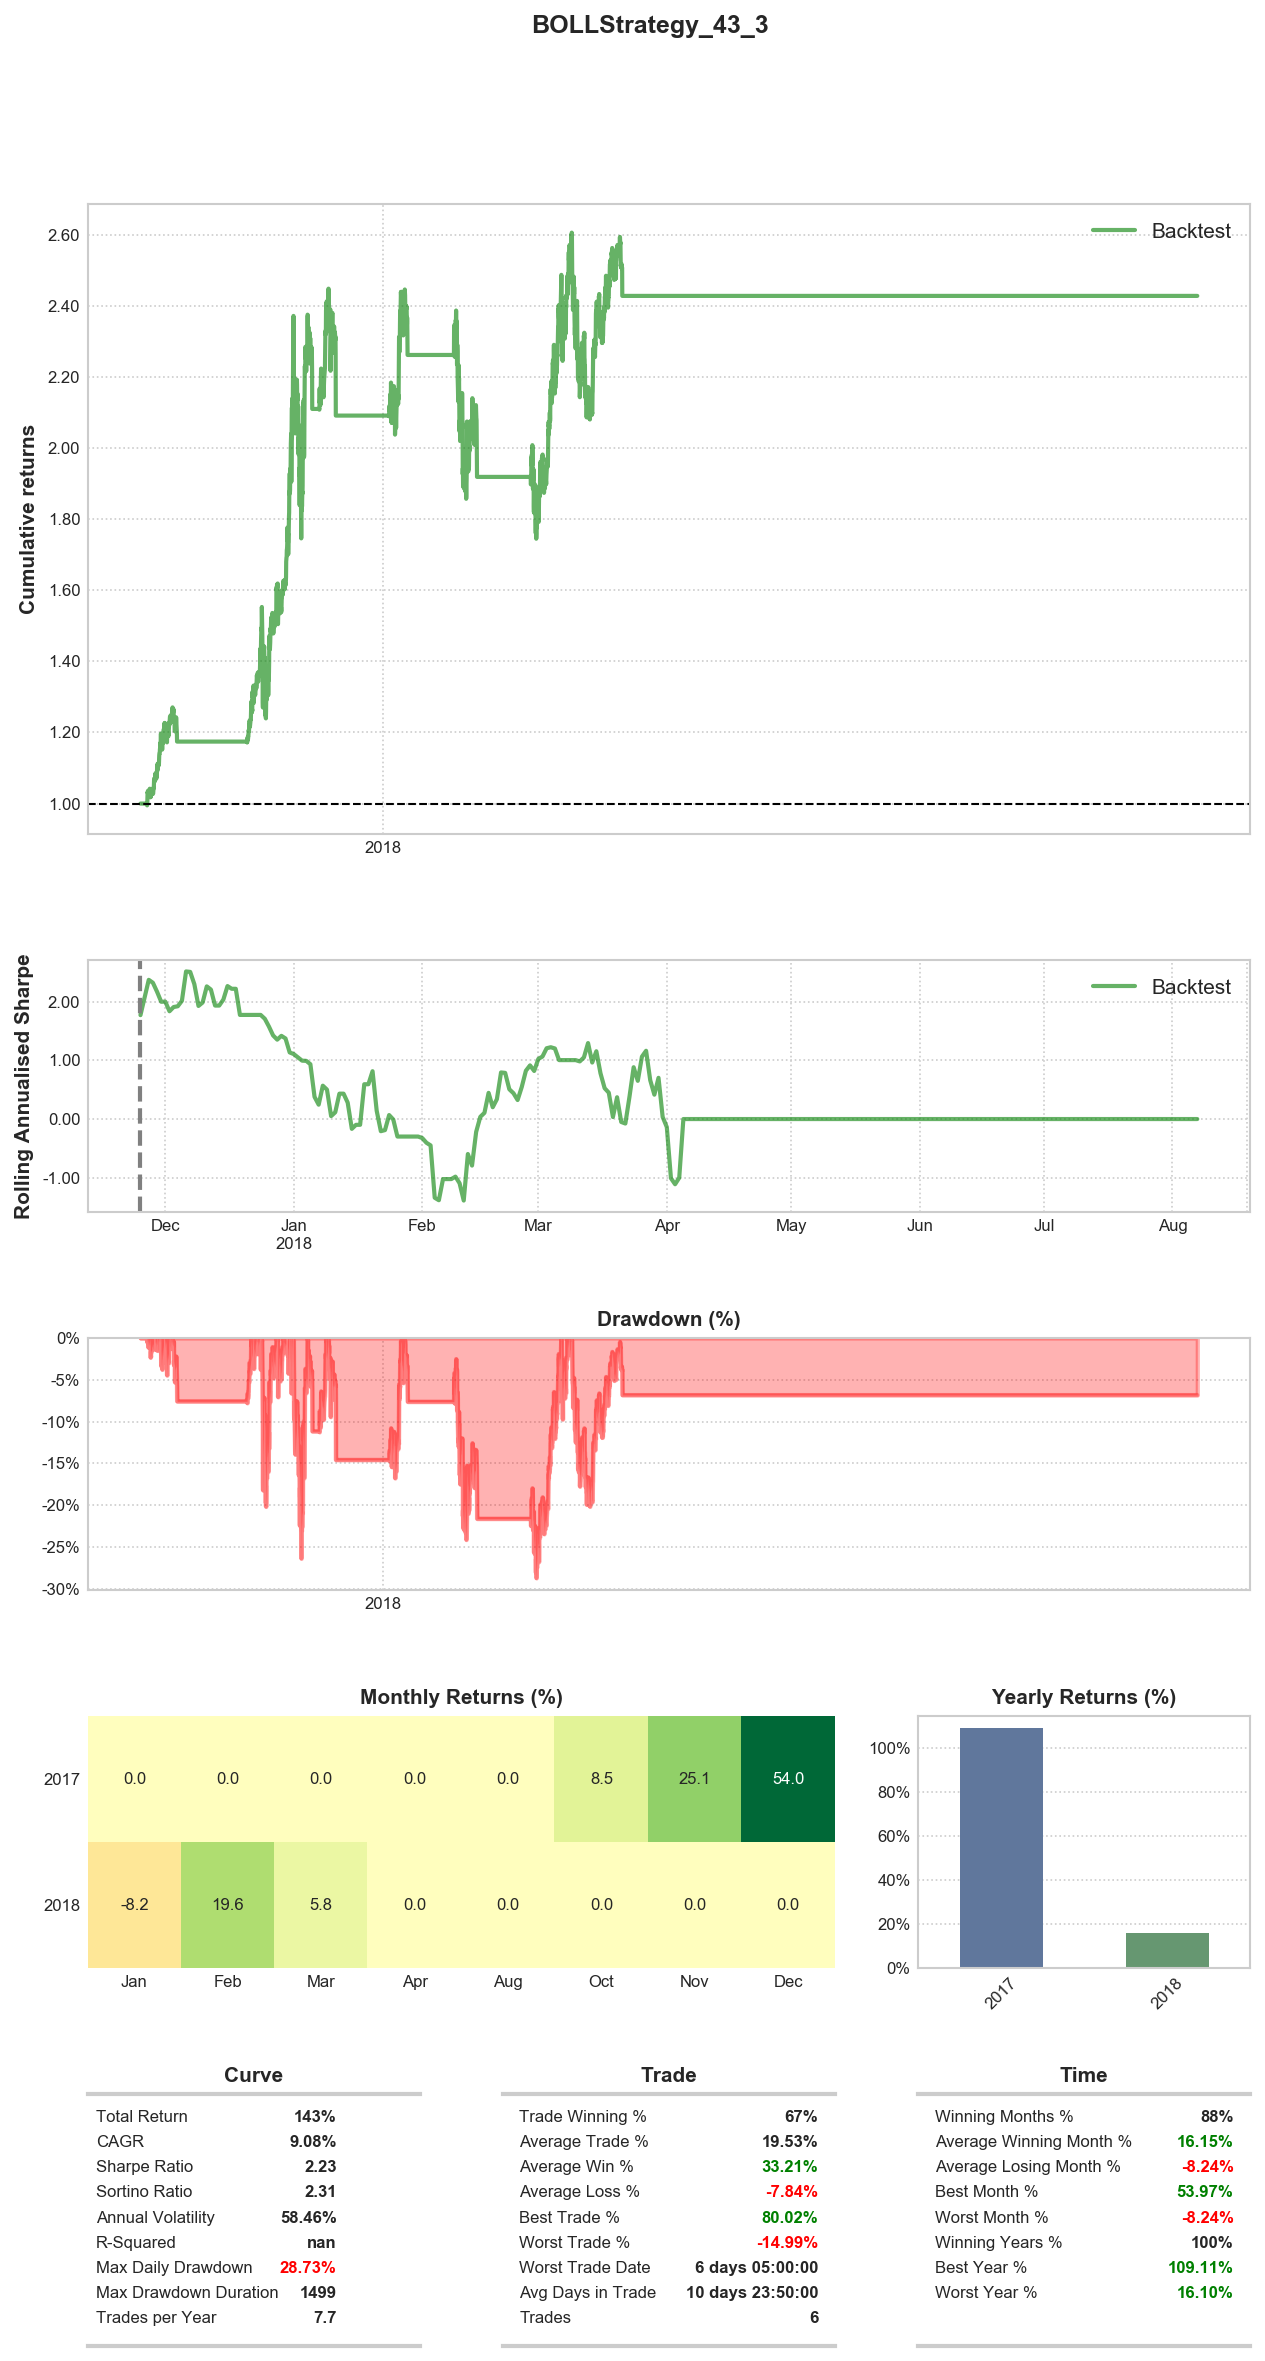 BOLLStrategy_43_3
Cumulative returns
2.60
2.40
2.20
2.00
1.80
1.60
1.40
1.20
1.00
Backtest
2018
Rolling Annualised Sharpe
2.00
1.00
0.00
-1.00
Backtest
Dec Jan Feb Mar Apr May Jun Jul Aug
2018
Drawdown (%)
0%
-5%
-10%
-15%
-20%
-25%
-30%
2018
Monthly Returns (%)
2017 0.0 0.0 0.0 0.0 0.0 8.5 25.1 54.0
2018 -8.2 19.6 5.8 0.0 0.0 0.0 0.0 0.0
Jan Feb Mar Apr Aug Oct Nov Dec
Yearly Returns (%)
100%
80%
60%
40%
20%
0%
2017 2018
Curve
Total Return 143%
CAGR 9.08%
Sharpe Ratio 2.23
Sortino Ratio 2.31
Annual Volatility 58.46%
R-Squared nan
Max Daily Drawdown 28.73%
Max Drawdown Duration 1499
Trades per Year 7.7
Trade
Trade Winning % 67%
Average Trade % 19.53%
Average Win % 33.21%
Average Loss % -7.84%
Best Trade % 80.02%
Worst Trade % -14.99%
Worst Trade Date 6 days 05:00:00
Avg Days in Trade 10 days 23:50:00
Trades 6
Time
Winning Months % 88%
Average Winning Month % 16.15%
Average Losing Month % -8.24%
Best Month % 53.97%
Worst Month % -8.24%
Winning Years % 100%
Best Year % 109.11%
Worst Year % 16.10%